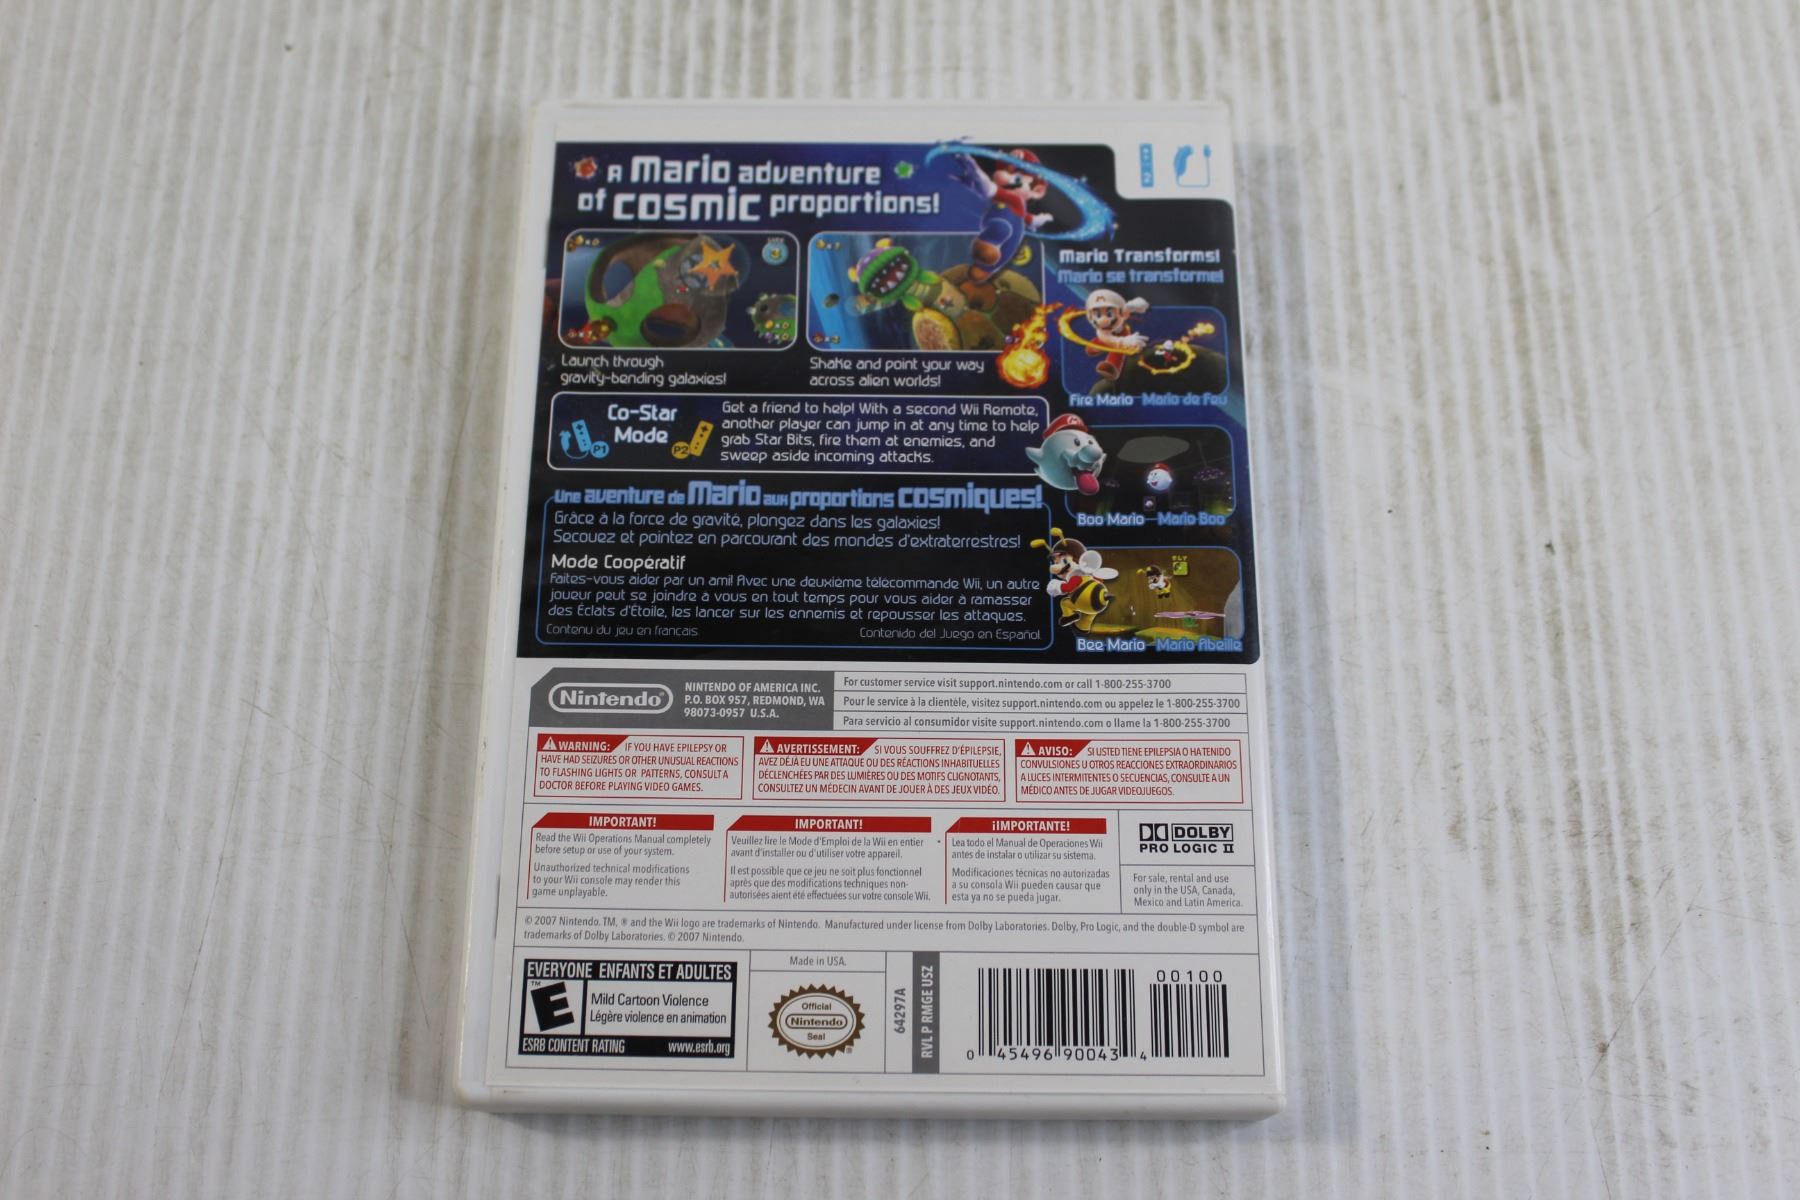 A Mario adventure
of COSMIC proportions!
Launch through
gravity-bending galaxies!
Shake and point your way
across alien worlds!
Mario Transforms!
Mario se transforme!
Fire Mario Mario de Feu
Boo Mario Mario Boo
Bee Mario Mario Abeille
Co-Star
Mode
P1
P2
Get a friend to help! With a second Wii Remote,
another player can jump in at any time to help
grab Star Bits, fire them at enemies, and
sweep aside incoming attacks.
Une aventure de Mario aux proportions COSMIQUES!
Grâce à la force de gravité, plongez dans les galaxies!
Secouez et pointez en parcourant des mondes d'extraterrestres!
Mode Coopératif
Faites-vous aider par un ami! Avec une deuxième télécommande Wii, un autre
joueur peut se joindre à vous en tout temps pour vous aider à ramasser
des Éclats d'Étoile, les lancer sur les ennemis et repousser les attaques.
Contenu du jeu en francais.
Contenido del Juego en Español.
Nintendo®
NINTENDO OF AMERICA INC.
P.O. BOX 957, REDMOND, WA
98073-0957 U.S.A.
For customer service visit support.nintendo.com or call 1-800-255-3700
Pour le service à la clientèle, visitez support.nintendo.com ou appelez le 1-800-255-3700
Para servicio al consumidor visite support.nintendo.com o llame la 1-800-255-3700
WARNING: IF YOU HAVE EPILEPSY OR
HAVE HAD SEIZURES OR OTHER UNUSUAL REACTIONS
TO FLASHING LIGHTS OR PATTERNS, CONSULT A
DOCTOR BEFORE PLAYING VIDEO GAMES.
AVERTISSEMENT: SI VOUS SOUFFREZ D'ÉPILEPSIE,
AVEZ DÉJÀ EU UNE ATTAQUE OU DES RÉACTIONS INHABITUELLES
DÉCLENCHÉES PAR DES LUMIÈRES OU DES MOTIFS CLIGNOTANTS,
CONSULTEZ UN MÉDECIN AVANT DE JOUER À DES JEUX VIDÉO.
AVISO: SI USTED TIENE EPILEPSIA O HA TENIDO
CONVULSIONES U OTROS REACCIONES EXTRAORDINARIOS
A LUCES INTERMITENTES O SECUENCIAS, CONSULTE A UN
MÉDICO ANTES DE JUGAR VIDEOJUEGOS.
IMPORTANT!
Read the Wii Operations Manual completely
before setup or use of your system.
Unauthorized technical modifications
to your Wii console may render this
game unplayable.
IMPORTANT!
Veuillez lire le Mode d'Emploi de la Wii en entier
avant d'installer ou d'utiliser votre appareil.
Il est possible que ce jeu ne soit plus fonctionnel
après que des modifications techniques non-
autorisées aient été effectuées sur votre console Wii.
¡IMPORTANTE!
Lea todo el Manual de Operaciones Wii
antes de instalar o utilizar su sistema.
Modificaciones técnicas no autorizadas
a su consola Wii pueden causar que
esta ya no se pueda jugar.
DOLBY
PRO LOGIC II
For sale, rental and use
only in the USA, Canada,
Mexico and Latin America.
© 2007 Nintendo. TM, ® and the Wii logo are trademarks of Nintendo. Manufactured under license from Dolby Laboratories. Dolby, Pro Logic, and the double-D symbol are
trademarks of Dolby Laboratories. © 2007 Nintendo.
EVERYONE ENFANTS ET ADULTES
E
Mild Cartoon Violence
Légère violence en animation
ESRB CONTENT RATING www.esrb.org
Made in USA.
Official
Nintendo
Seal
64297A
RVL P RMGE USZ
00100
0 45496 90043 4